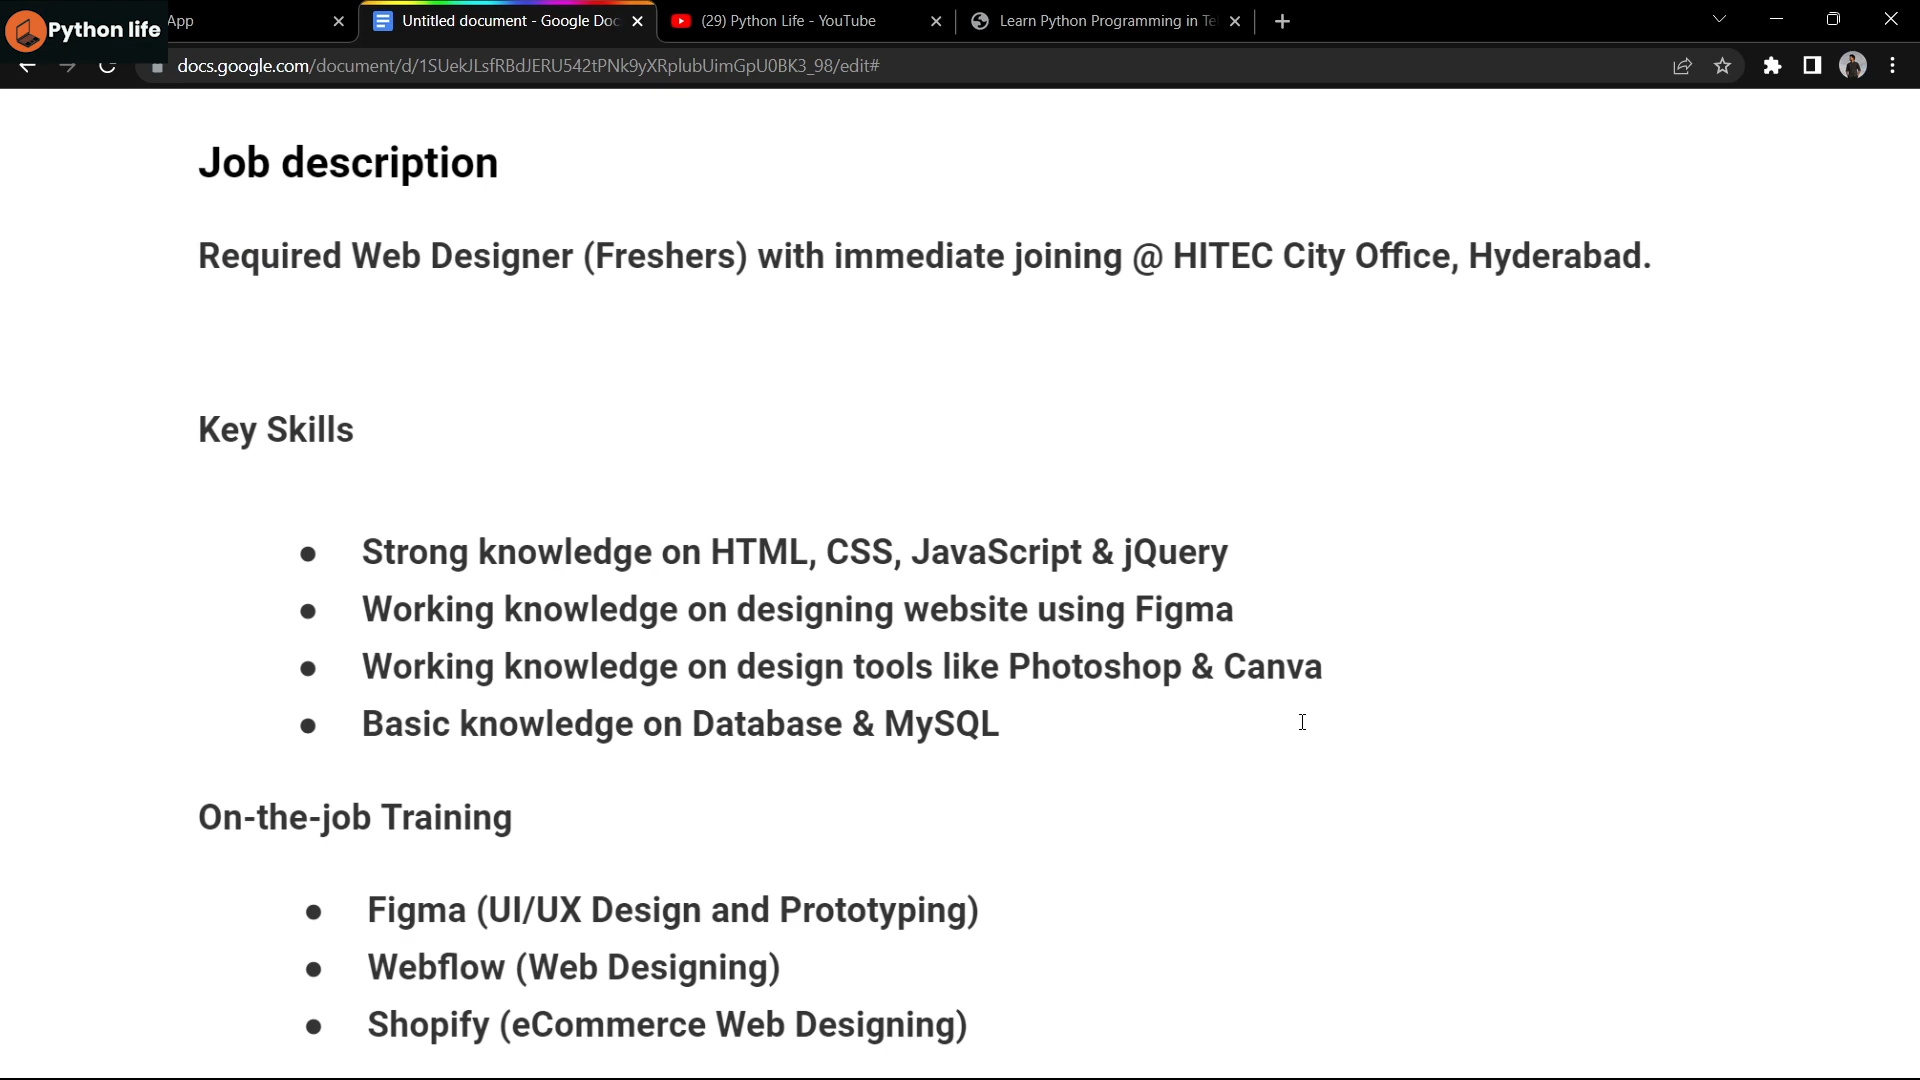 Python life
App
Untitled document - Google Doc
(29) Python Life - YouTube
Learn Python Programming in Te
docs.google.com/document/d/1SUekJLsfRBdJERU542tPNk9yXRplubUimGpU0BK3_98/edit#
Job description
Required Web Designer (Freshers) with immediate joining @ HITEC City Office, Hyderabad.
Key Skills
● Strong knowledge on HTML, CSS, JavaScript & jQuery
● Working knowledge on designing website using Figma
● Working knowledge on design tools like Photoshop & Canva
● Basic knowledge on Database & MySQL
On-the-job Training
● Figma (UI/UX Design and Prototyping)
● Webflow (Web Designing)
● Shopify (eCommerce Web Designing)